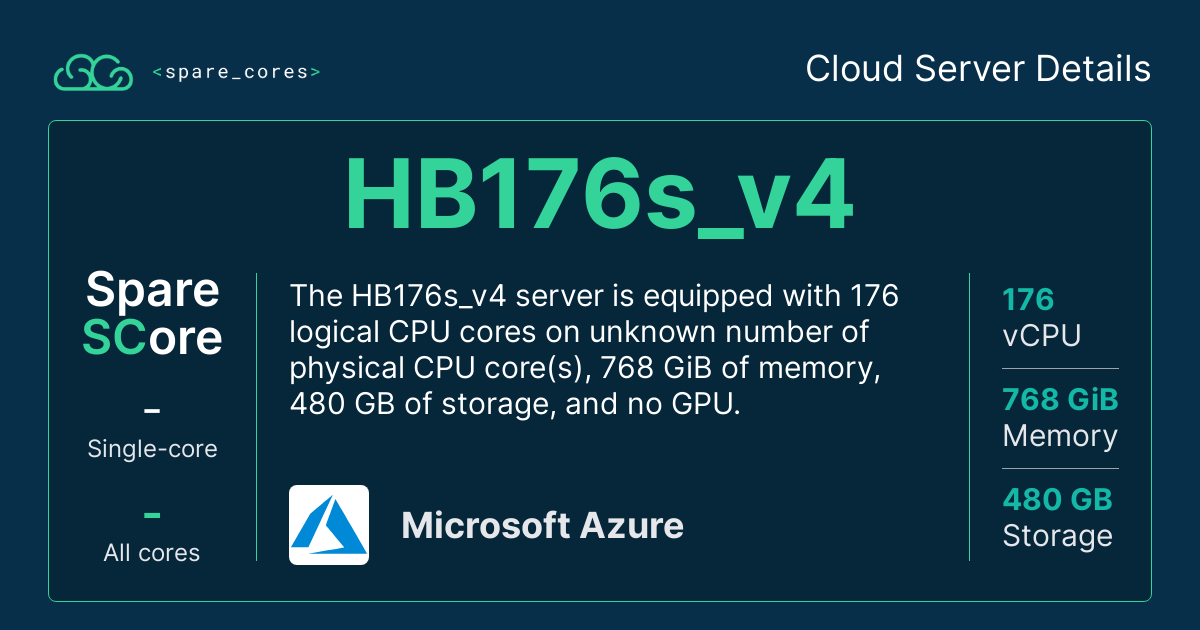 <spare_cores>
Cloud Server Details
HB176s_v4
Spare
SCore
–
Single-core
–
All cores
The HB176s_v4 server is equipped with 176
logical CPU cores on unknown number of
physical CPU core(s), 768 GiB of memory,
480 GB of storage, and no GPU.
Microsoft Azure
176
vCPU
768 GiB
Memory
480 GB
Storage